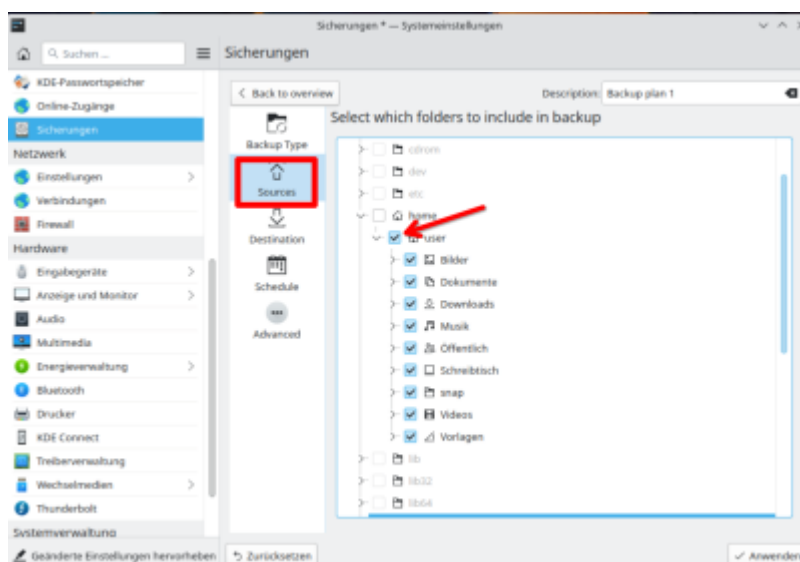 Sicherungen * — Systemeinstellungen
Suchen ...
Sicherungen
KDE-Passwortspeicher
Online-Zugänge
Sicherungen
Netzwerk
Einstellungen
Verbindungen
Firewall
Hardware
Eingabegeräte
Anzeige und Monitor
Audio
Multimedia
Energieverwaltung
Bluetooth
Drucker
KDE Connect
Treiberverwaltung
Wechselmedien
Thunderbolt
Systemverwaltung
Geänderte Einstellungen hervorheben
Back to overview
Description: Backup plan 1
Backup Type
Sources
Destination
Schedule
Advanced
Select which folders to include in backup
cdrom
dev
etc
home
user
Bilder
Dokumente
Downloads
Musik
Öffentlich
Schreibtisch
snap
Videos
Vorlagen
lib
lib32
lib64
Zurücksetzen
Anwenden